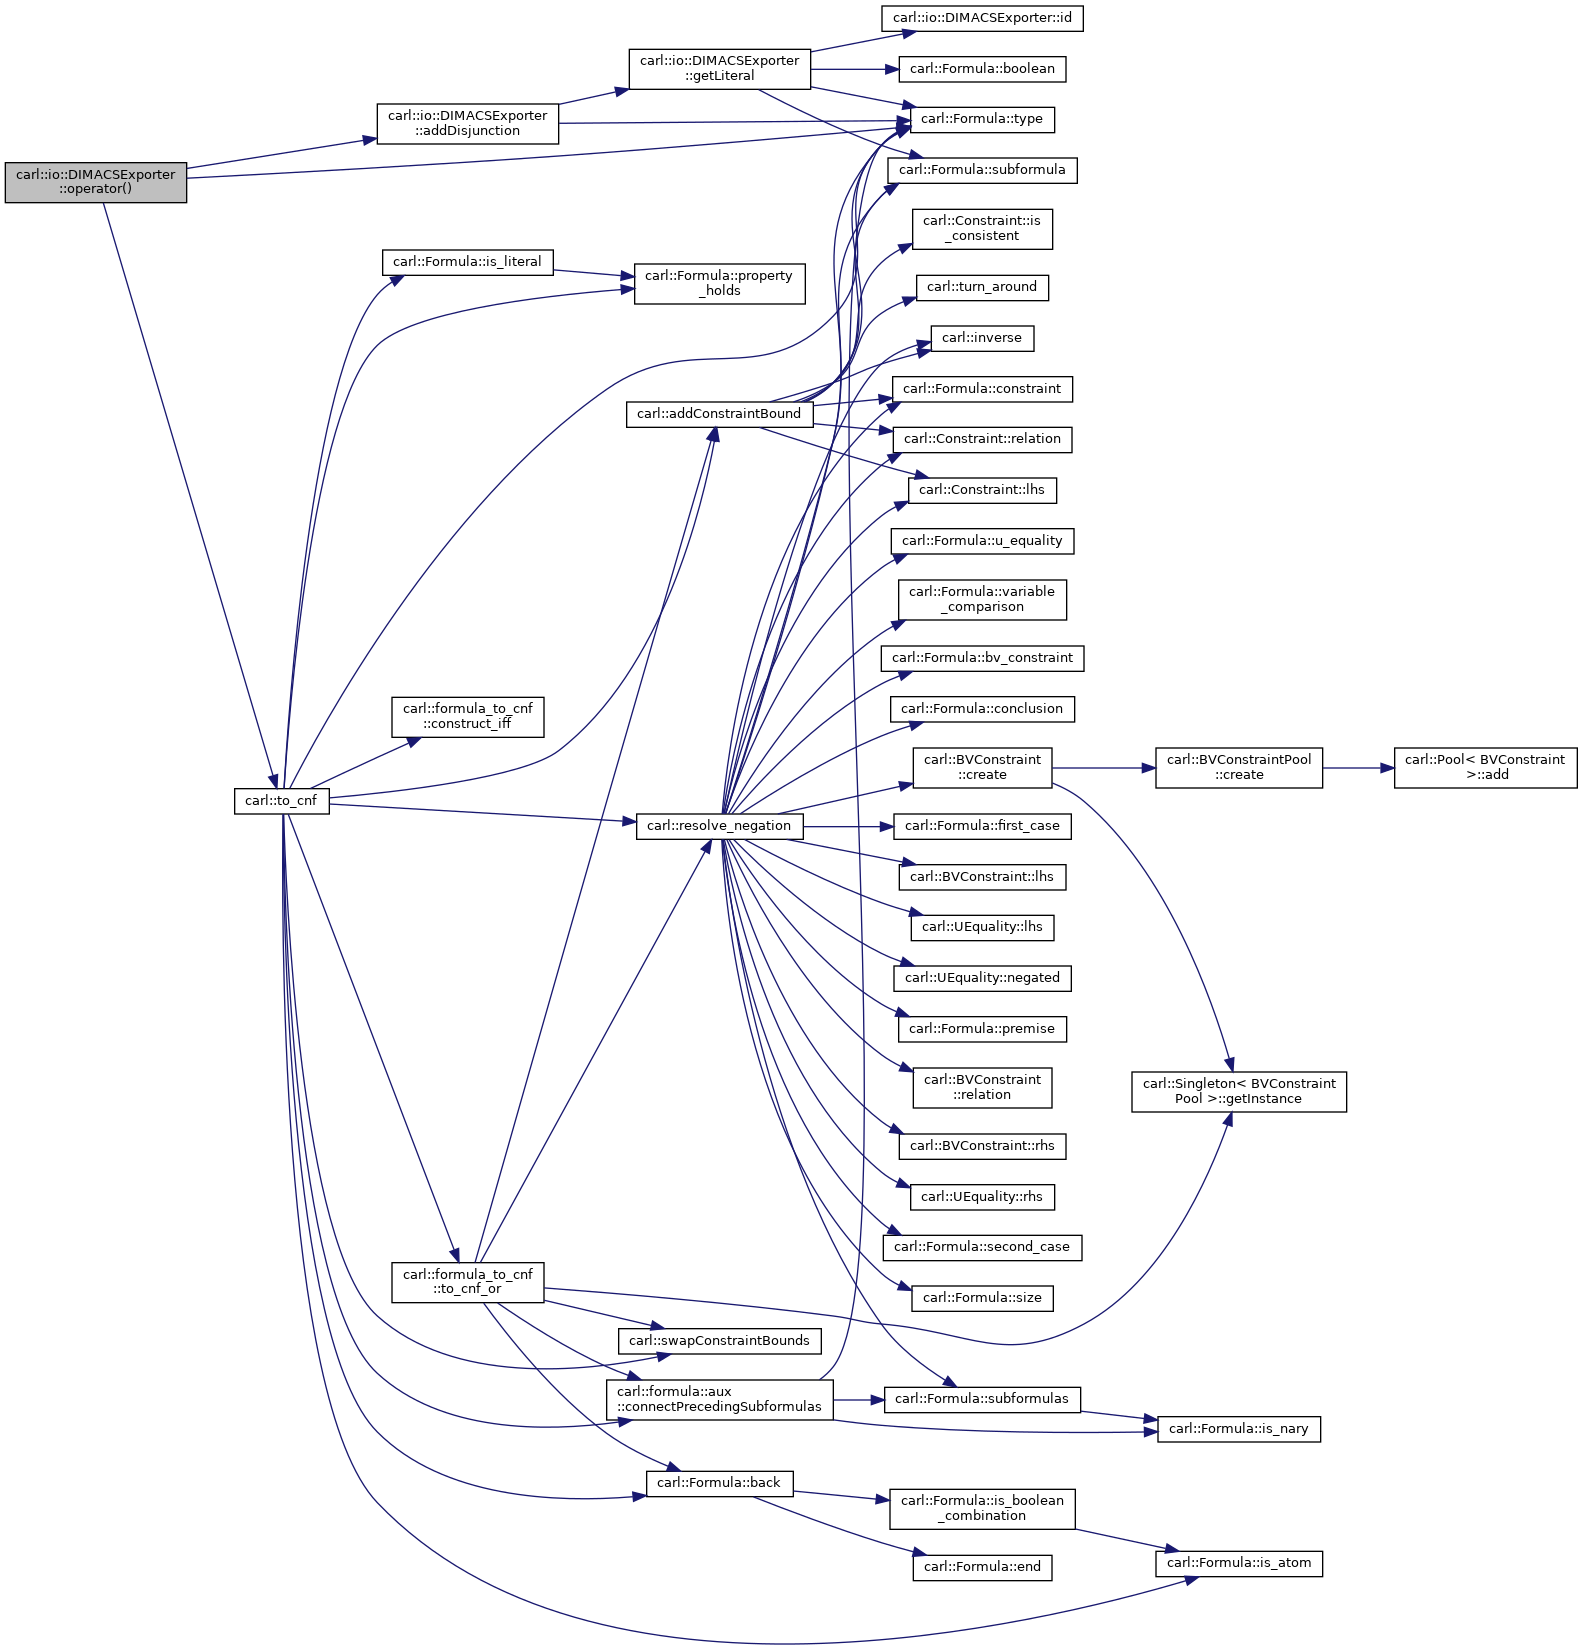 carl::io::DIMACSExporter::id
carl::io::DIMACSExporter
::getLiteral
carl::Formula::boolean
carl::io::DIMACSExporter
::addDisjunction
carl::Formula::type
carl::io::DIMACSExporter
::operator()
carl::Formula::subformula
carl::Constraint::is
_consistent
carl::Formula::is_literal
carl::Formula::property
_holds
carl::turn_around
carl::inverse
carl::Formula::constraint
carl::addConstraintBound
carl::Constraint::relation
carl::Constraint::lhs
carl::Formula::u_equality
carl::Formula::variable
_comparison
carl::Formula::bv_constraint
carl::formula_to_cnf
::construct_iff
carl::Formula::conclusion
carl::BVConstraint
::create
carl::BVConstraintPool
::create
carl::Pool< BVConstraint
>::add
carl::to_cnf
carl::resolve_negation
carl::Formula::first_case
carl::BVConstraint::lhs
carl::UEquality::lhs
carl::UEquality::negated
carl::Formula::premise
carl::BVConstraint
::relation
carl::Singleton< BVConstraint
Pool >::getInstance
carl::BVConstraint::rhs
carl::UEquality::rhs
carl::Formula::second_case
carl::formula_to_cnf
::to_cnf_or
carl::Formula::size
carl::swapConstraintBounds
carl::formula::aux
::connectPrecedingSubformulas
carl::Formula::subformulas
carl::Formula::is_nary
carl::Formula::back
carl::Formula::is_boolean
_combination
carl::Formula::end
carl::Formula::is_atom